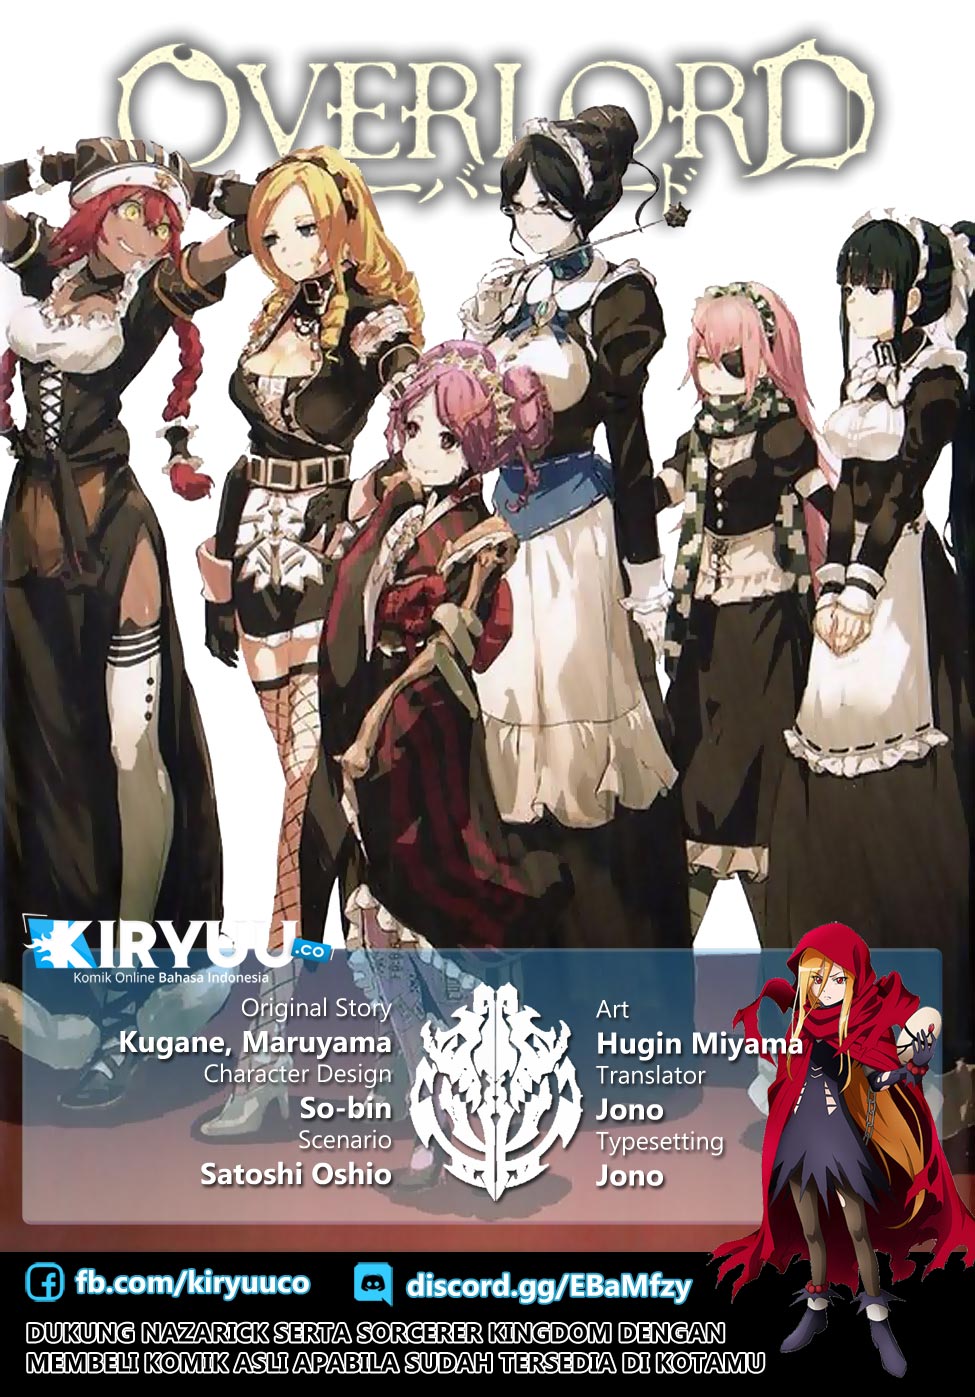 OVERLORD
オーバーロード
KIRYUU.CO
Komik Online Bahasa Indonesia
Original Story
Kugane, Maruyama
Character Design
So-bin
Scenario
Satoshi Oshio
Art
Hugin Miyama
Translator
Jono
Typesetting
Jono
fb.com/kiryuuco
discord.gg/EBaMfzy
DUKUNG NAZARICK SERTA SORCERER KINGDOM DENGAN
MEMBELI KOMIK ASLI APABILA SUDAH TERSEDIA DI KOTAMU